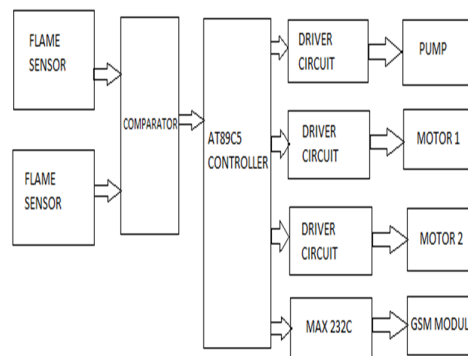 FLAME
SENSOR
FLAME
SENSOR
COMPARATOR
AT89C5
CONTROLLER
DRIVER
CIRCUIT
PUMP
DRIVER
CIRCUIT
MOTOR 1
DRIVER
CIRCUIT
MOTOR 2
MAX 232C
GSM MODUL